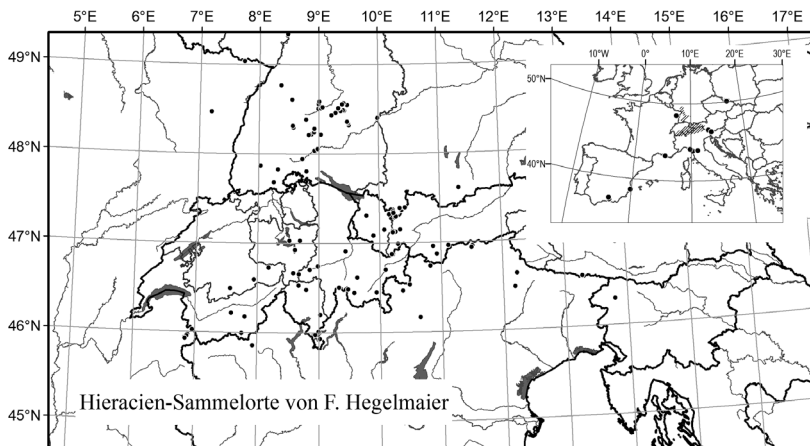 5°E 6°E 7°E 8°E 9°E 10°E 11°E 12°E 13°E 14°E 15°E 16°E 17°E
49°N
10°W 0° 10°E 20°E 30°E
50°N
48°N
40°N
47°N
46°N
45°N
Hieracien-Sammelorte von F. Hegelmaier